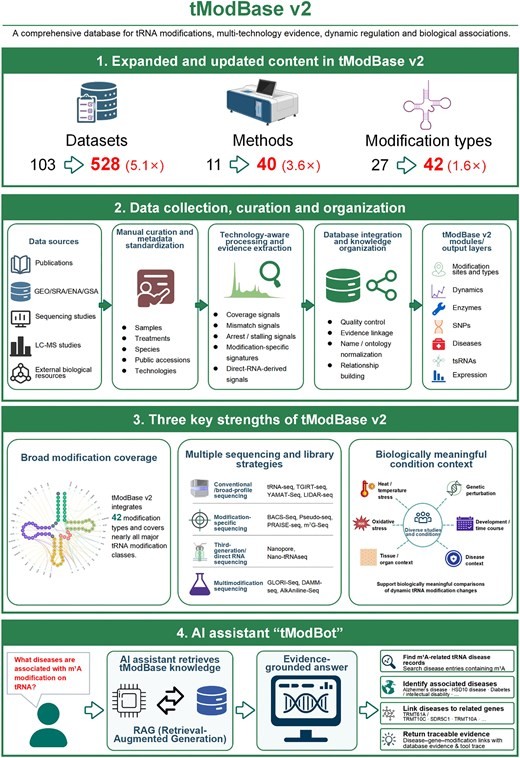 tModBase v2
A comprehensive database for tRNA modifications, multi-technology evidence, dynamic regulation and biological associations.
1. Expanded and updated content in tModBase v2
Datasets
103 ⇒ 528 (5.1×)
Methods
11 ⇒ 40 (3.6×)
Modification types
27 ⇒ 42 (1.6×)
2. Data collection, curation and organization
Data sources
Publications
GEO/SRA/ENA/GSA
Sequencing studies
LC-MS studies
External biological
resources
Manual curation and
metadata
standardization
• Samples
• Treatments
• Species
• Public accessions
• Technologies
Technology-aware
processing and
evidence extraction
• Coverage signals
• Mismatch signals
• Arrest / stalling signals
• Modification-specific
signatures
• Direct-RNA-derived
signals
Database integration
and knowledge
organization
• Quality control
• Evidence linkage
• Name / ontology
normalization
• Relationship
building
tModBase v2
modules/
output layers
Modification
sites and types
Dynamics
Enzymes
SNPs
Diseases
tsRNAs
Expression
3. Three key strengths of tModBase v2
Broad modification coverage
tModBase v2
integrates
42 modification
types and covers
nearly all major
tRNA modification
classes.
Multiple sequencing and library
strategies
Conventional
/broad-profile
sequencing
tRNA-seq, TGIRT-seq,
YAMAT-Seq, LIDAR-seq
Modification-
specific
sequencing
BACS-Seq, Pseudo-seq,
PRAISE-seq, m¹G-Seq
Third-
generation/
direct RNA
sequencing
Nanopore,
Nano-tRNAseq
Multimodification
sequencing
GLORI-Seq, DAMM-
seq, AlkAniline-Seq
Biologically meaningful
condition context
Heat /
temperature
stress
Genetic
perturbation
Oxidative
stress
Diverse studies
and conditions
Development /
time course
Tissue /
organ context
Disease context
Support biologically meaningful comparisons
of dynamic tRNA modification changes
4. AI assistant “tModBot”
What diseases are
associated with m¹A
modification on
tRNA?
AI assistant retrieves
tModBase knowledge
RAG (Retrieval-
Augmented Generation)
Evidence-
grounded answer
Find m¹A-related tRNA disease
records
Search disease entries containing m¹A
Identify associated diseases
Alzheimer's disease · HSD10 disease · Diabetes
/ intellectual disability · ...
Link diseases to related genes
TRMT61A /
TRMT10C · SDR5C1 · TRMT10A · ...
Return traceable evidence
Disease–gene–modification links with
database evidence & tool trace